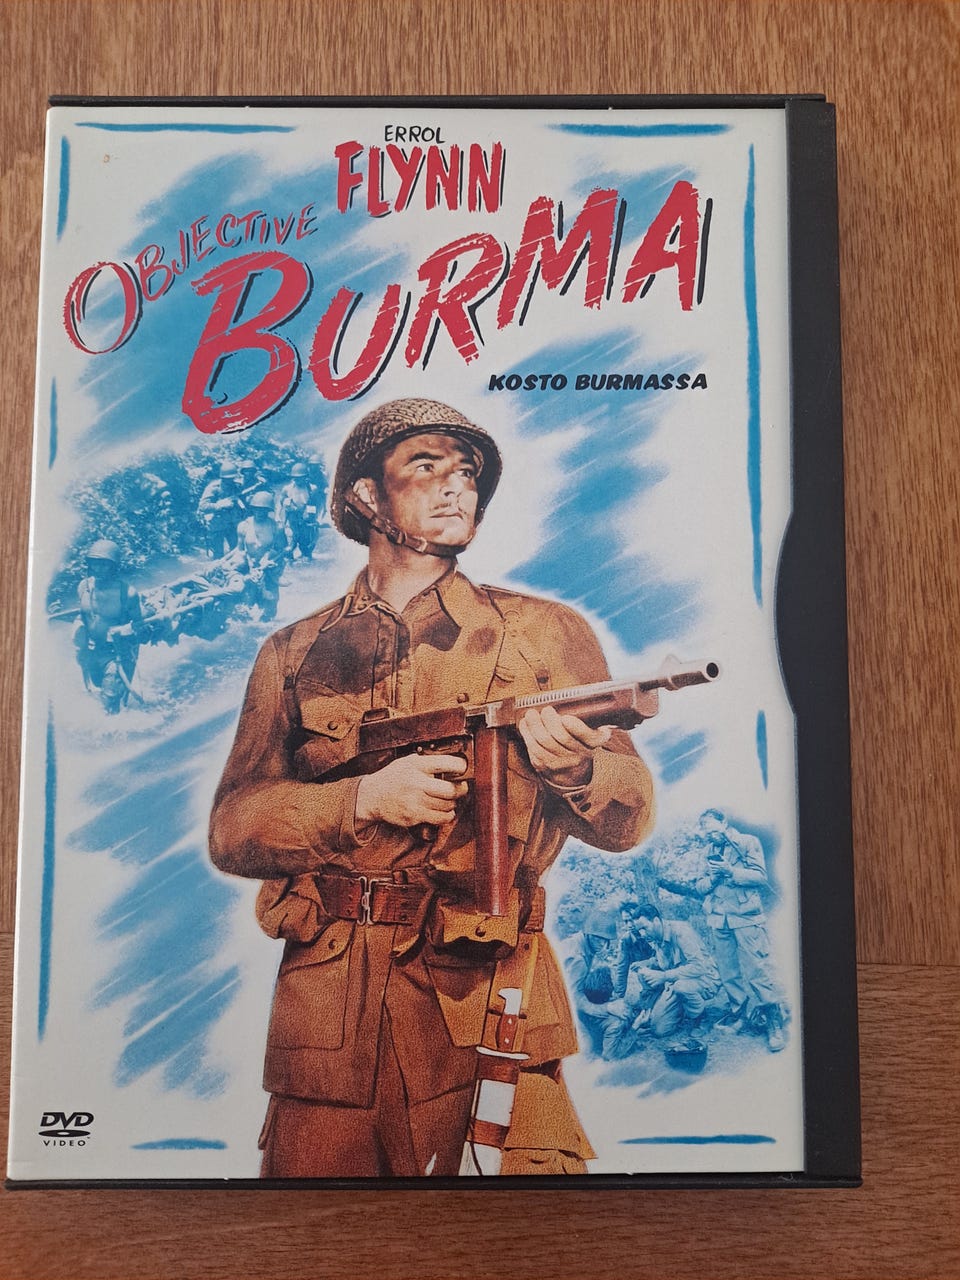 ERROL
FLYNN
OBJECTIVE
BURMA
KOSTO BURMASSA
DVD
VIDEO